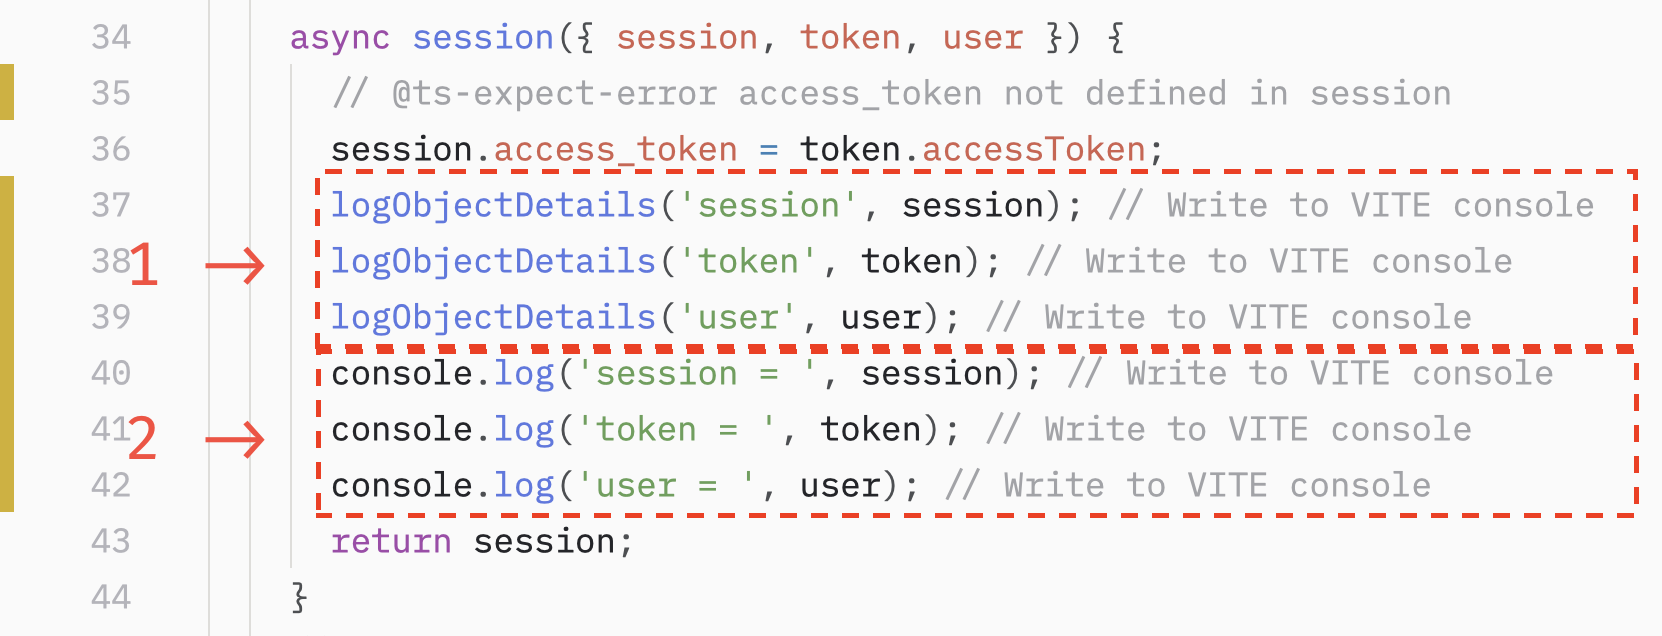 34 async session({ session, token, user }) {
35 // @ts-expect-error access_token not defined in session
36 session.access_token = token.accessToken;
37 logObjectDetails('session', session); // Write to VITE console
38 logObjectDetails('token', token); // Write to VITE console
1 →
39 logObjectDetails('user', user); // Write to VITE console
40 console.log('session = ', session); // Write to VITE console
41 console.log('token = ', token); // Write to VITE console
2 →
42 console.log('user = ', user); // Write to VITE console
43 return session;
44 }